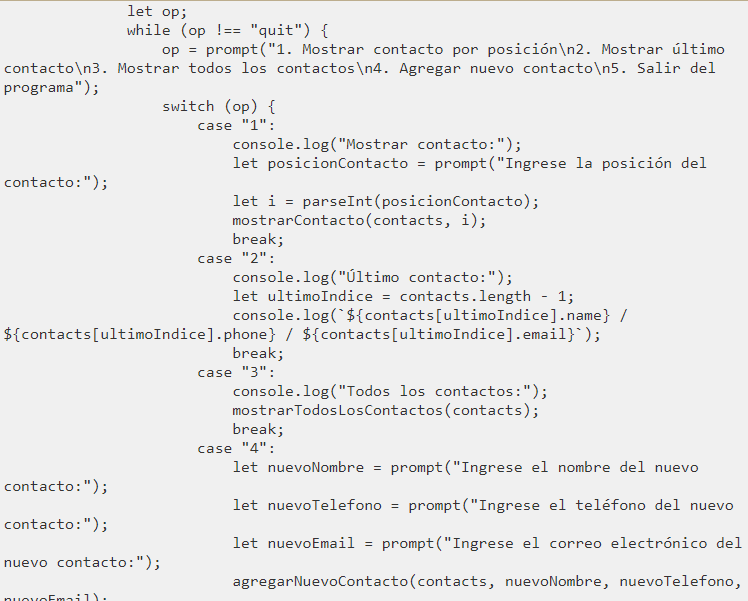 let op;
while (op !== "quit") {
op = prompt("1. Mostrar contacto por posición\n2. Mostrar último
contacto\n3. Mostrar todos los contactos\n4. Agregar nuevo contacto\n5. Salir del
programa");
switch (op) {
case "1":
console.log("Mostrar contacto:");
let posicionContacto = prompt("Ingrese la posición del
contacto:");
let i = parseInt(posicionContacto);
mostrarContacto(contacts, i);
break;
case "2":
console.log("Último contacto:");
let ultimoIndice = contacts.length - 1;
console.log(`${contacts[ultimoIndice].name} /
${contacts[ultimoIndice].phone} / ${contacts[ultimoIndice].email}`);
break;
case "3":
console.log("Todos los contactos:");
mostrarTodosLosContactos(contacts);
break;
case "4":
let nuevoNombre = prompt("Ingrese el nombre del nuevo
contacto:");
let nuevoTelefono = prompt("Ingrese el teléfono del nuevo
contacto:");
let nuevoEmail = prompt("Ingrese el correo electrónico del
nuevo contacto:");
agregarNuevoContacto(contacts, nuevoNombre, nuevoTelefono,
nuevoEmail);